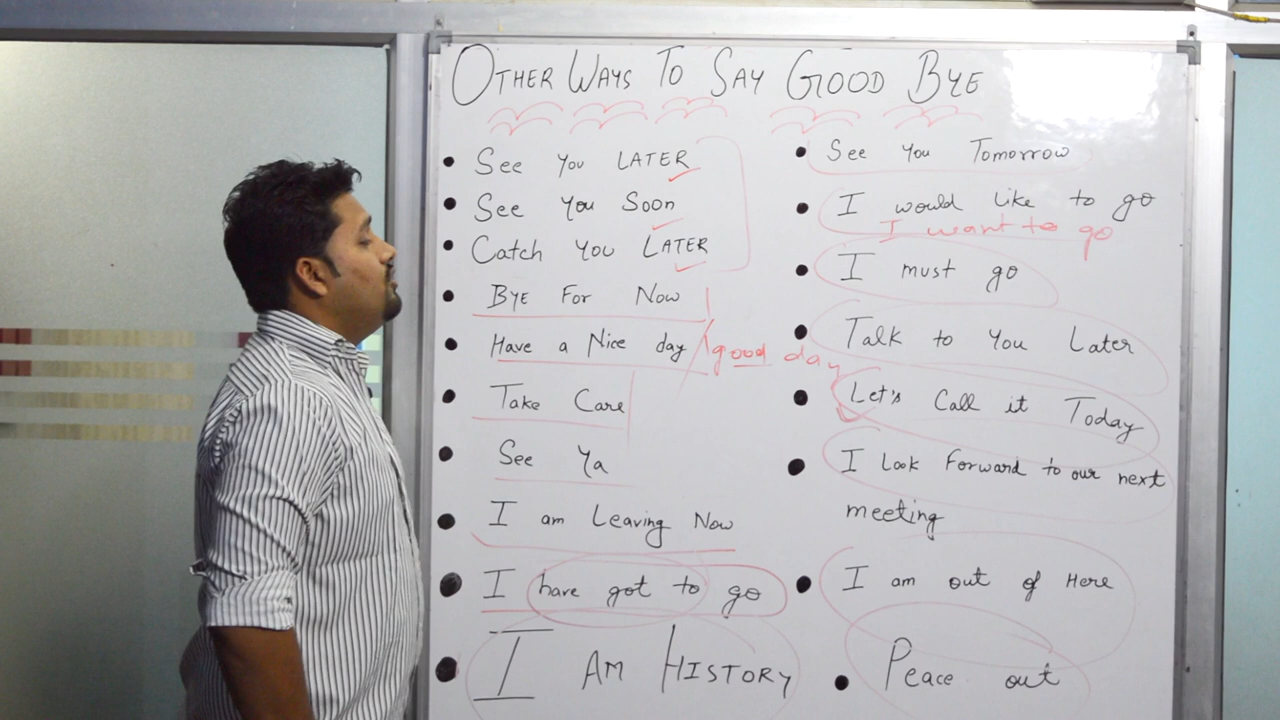 OTHER WAYS TO SAY GOOD BYE
• SEE YOU LATER
• SEE YOU SOON
• Catch YOU LATER
• BYE FOR NOW
• Have a Nice day / good day
• Take Care
• See Ya
• I am Leaving Now
• I have got to go
• I AM HISTORY
• See You Tomorrow
• I would like to go
I want to go
• I must go
• Talk to You Later
• Let's Call it Today
• I Look Forward to our next
meeting
• I am out of Here
• Peace out